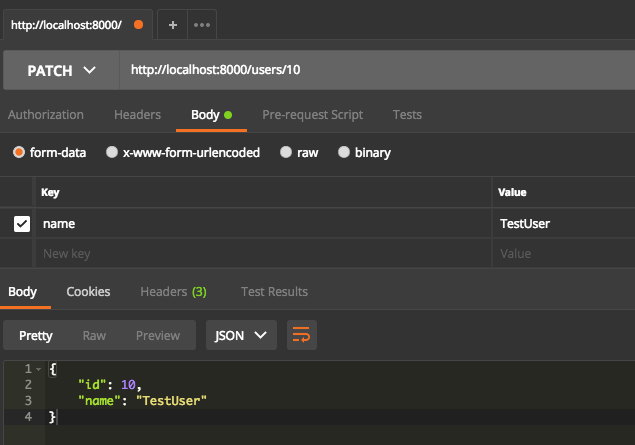 http://localhost:8000/ + •••
PATCH http://localhost:8000/users/10
Authorization Headers Body Pre-request Script Tests
form-data x-www-form-urlencoded raw binary
Key Value
name TestUser
New key Value
Body Cookies Headers (3) Test Results
Pretty Raw Preview JSON
1 {
2 "id": 10,
3 "name": "TestUser"
4 }